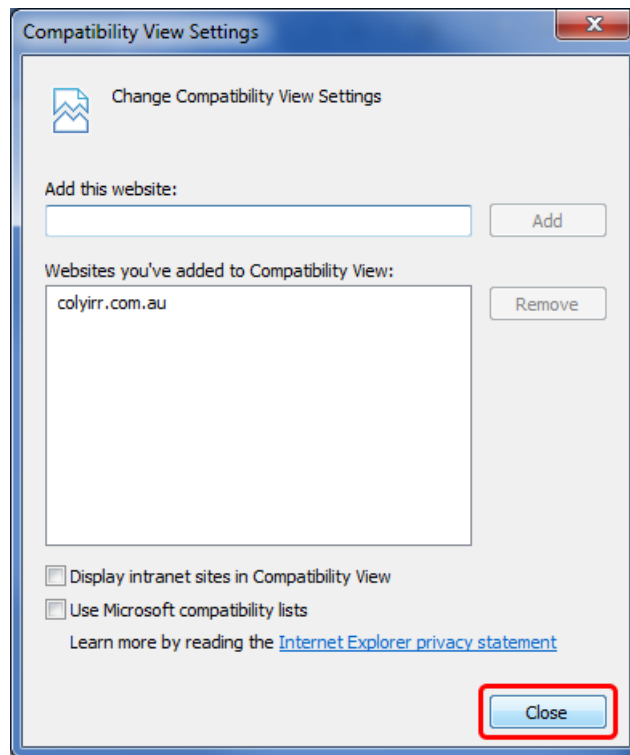 Compatibility View Settings
Change Compatibility View Settings
Add this website:
Add
Websites you've added to Compatibility View:
colyirr.com.au
Remove
Display intranet sites in Compatibility View
Use Microsoft compatibility lists
Learn more by reading the Internet Explorer privacy statement
Close